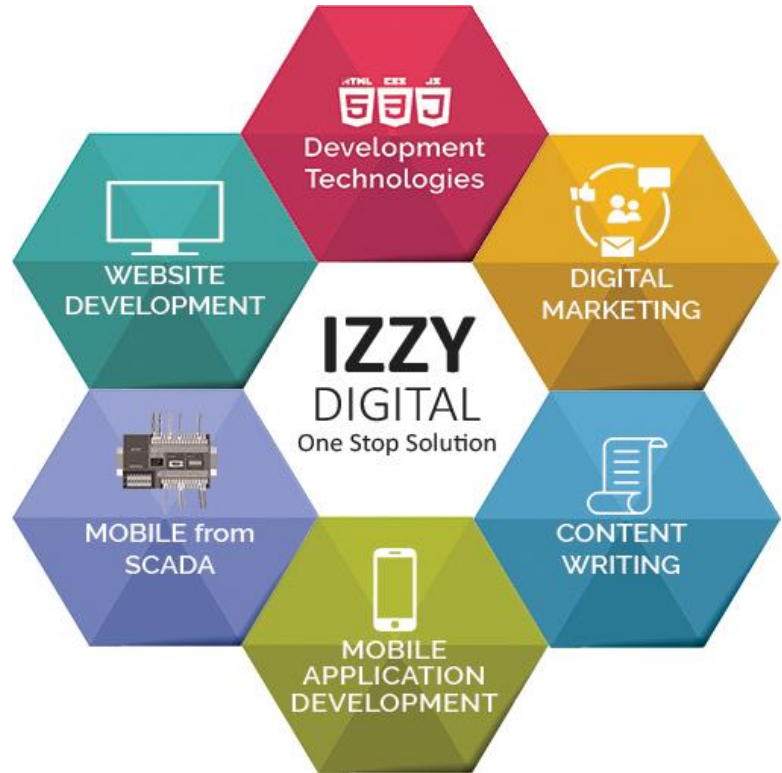 HTML CSS JS
Development
Technologies
WEBSITE
DEVELOPMENT
DIGITAL
MARKETING
IZZY
DIGITAL
One Stop Solution
MOBILE from
SCADA
CONTENT
WRITING
MOBILE
APPLICATION
DEVELOPMENT